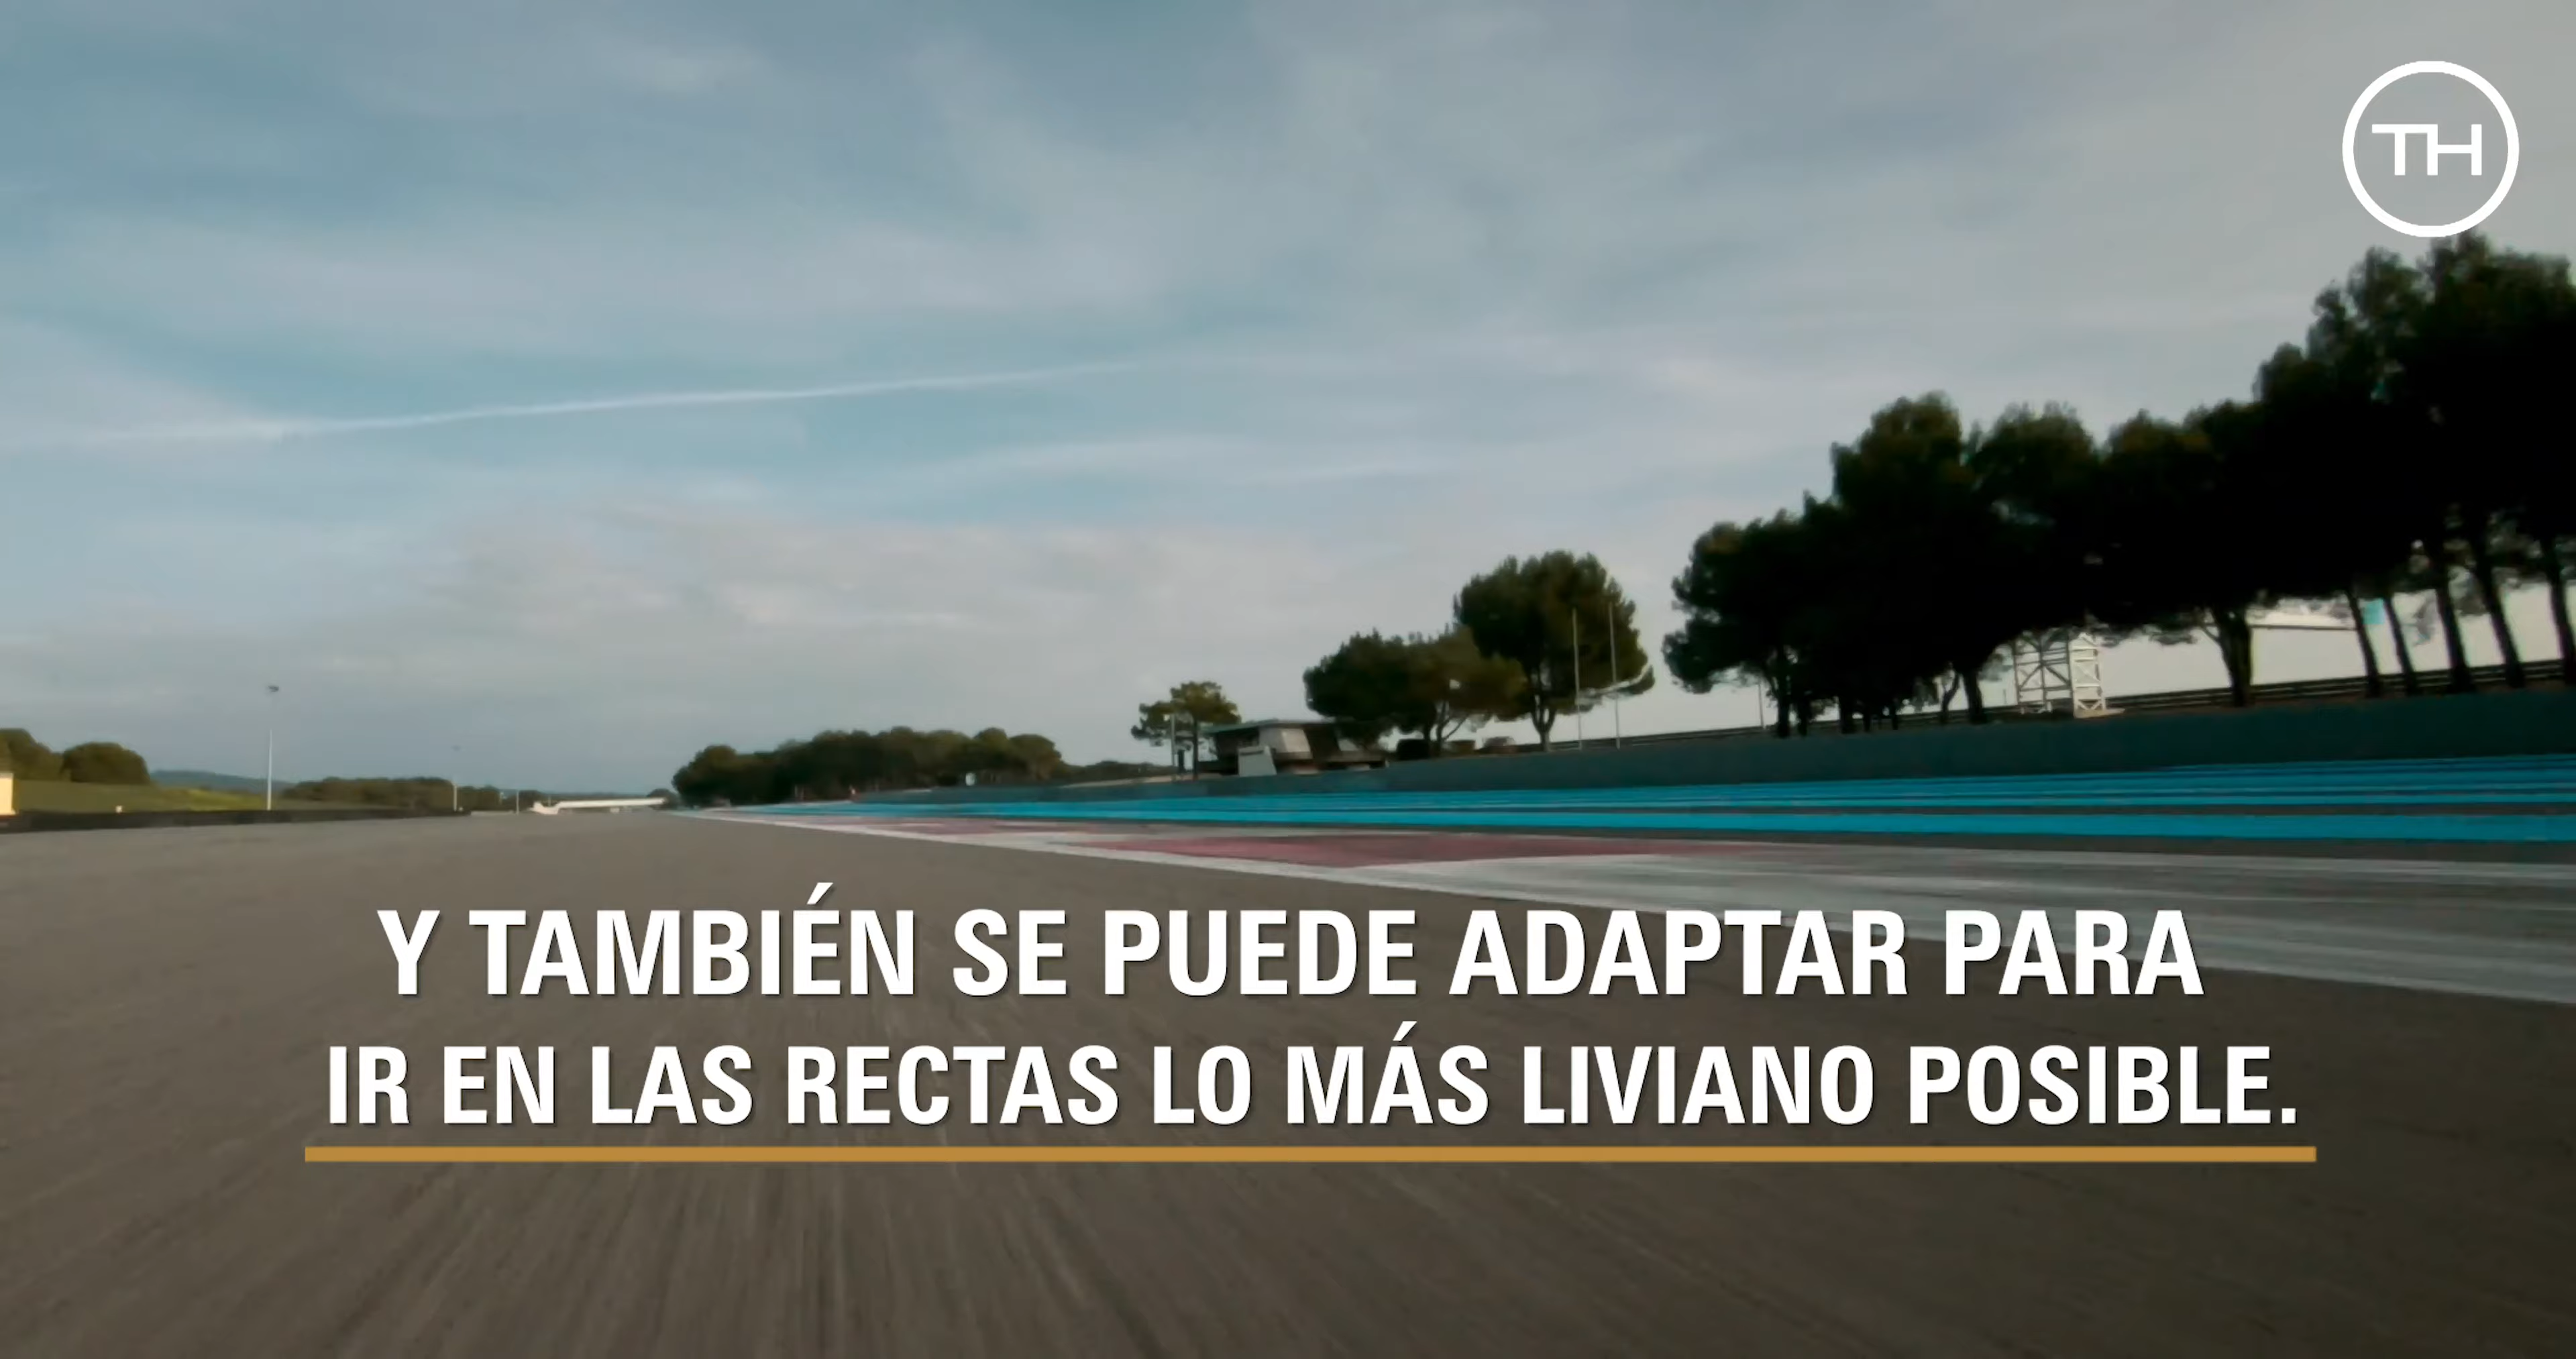 TH
Y TAMBIÉN SE PUEDE ADAPTAR PARA
IR EN LAS RECTAS LO MÁS LIVIANO POSIBLE.